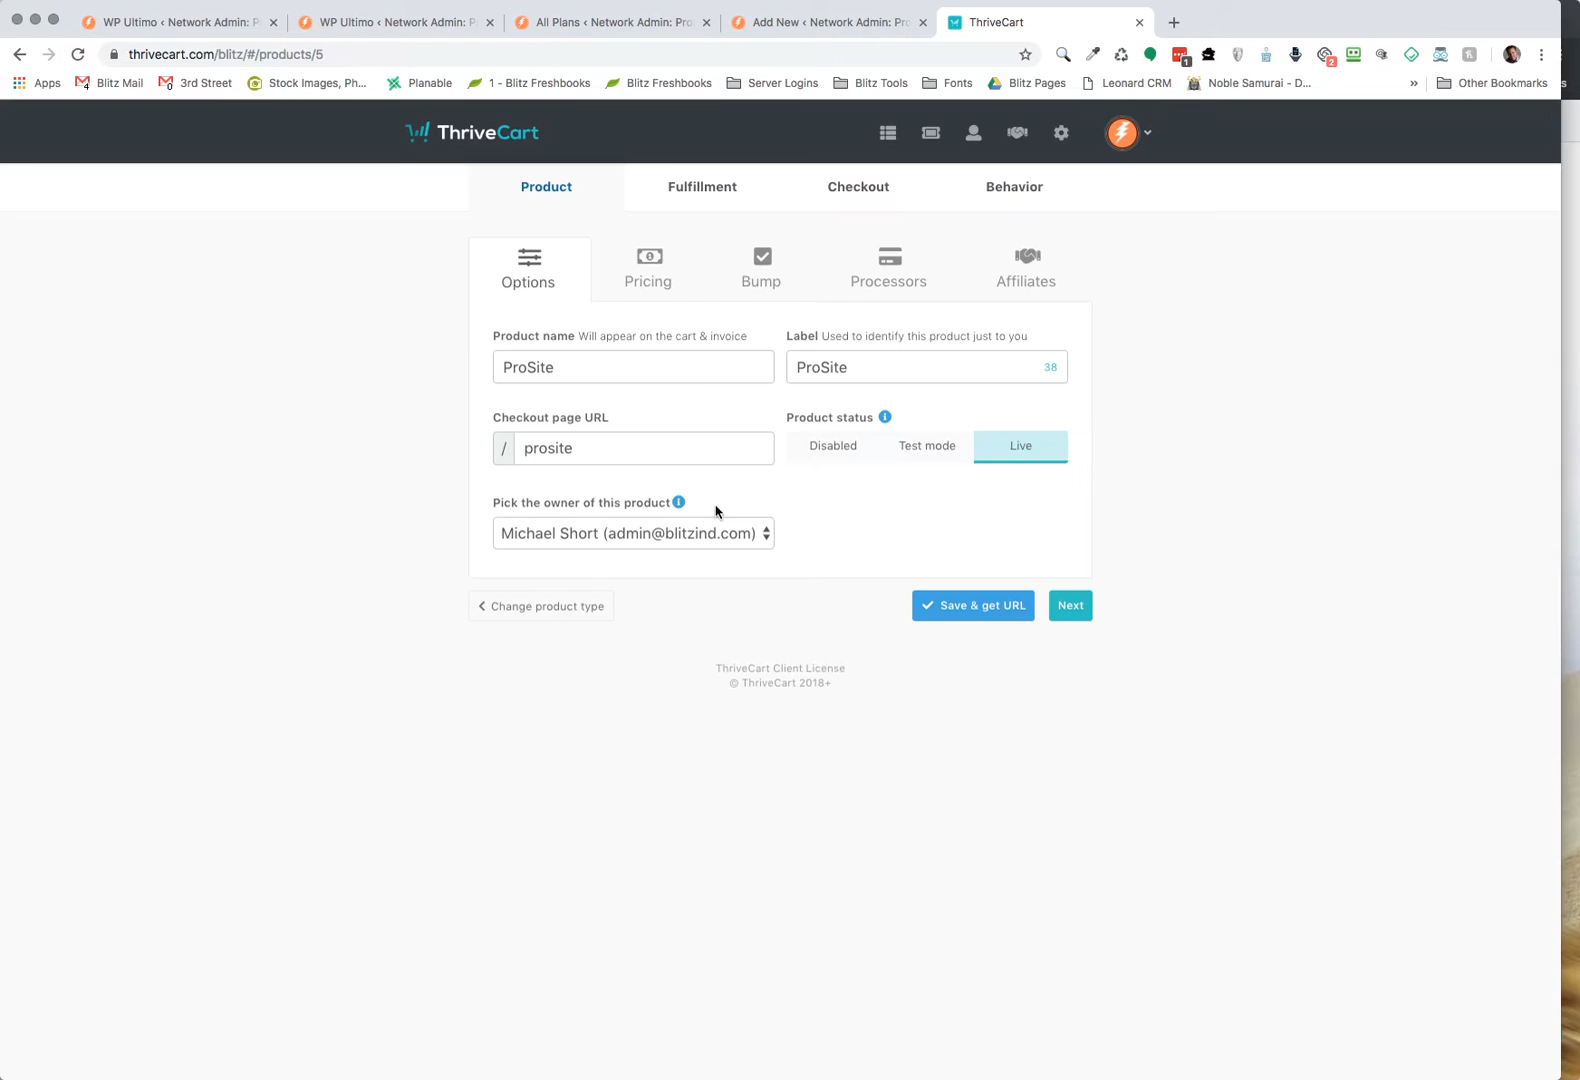 WP Ultimo ‹ Network Admin: P
WP Ultimo ‹ Network Admin: P
All Plans ‹ Network Admin: Pro
Add New ‹ Network Admin: Pro
ThriveCart
thrivecart.com/blitz/#/products/5
1
2
Apps
4
Blitz Mail
0
3rd Street
Stock Images, Ph...
Planable
1 - Blitz Freshbooks
Blitz Freshbooks
Server Logins
Blitz Tools
Fonts
Blitz Pages
Leonard CRM
Noble Samurai - D...
»
Other Bookmarks
ThriveCart
Product
Fulfillment
Checkout
Behavior
Options
Pricing
Bump
Processors
Affiliates
Product name Will appear on the cart & invoice
Label Used to identify this product just to you
ProSite
ProSite 38
Checkout page URL
Product status
/ prosite
Disabled
Test mode
Live
Pick the owner of this product
Michael Short (admin@blitzind.com)
Change product type
Save & get URL
Next
ThriveCart Client License
© ThriveCart 2018+